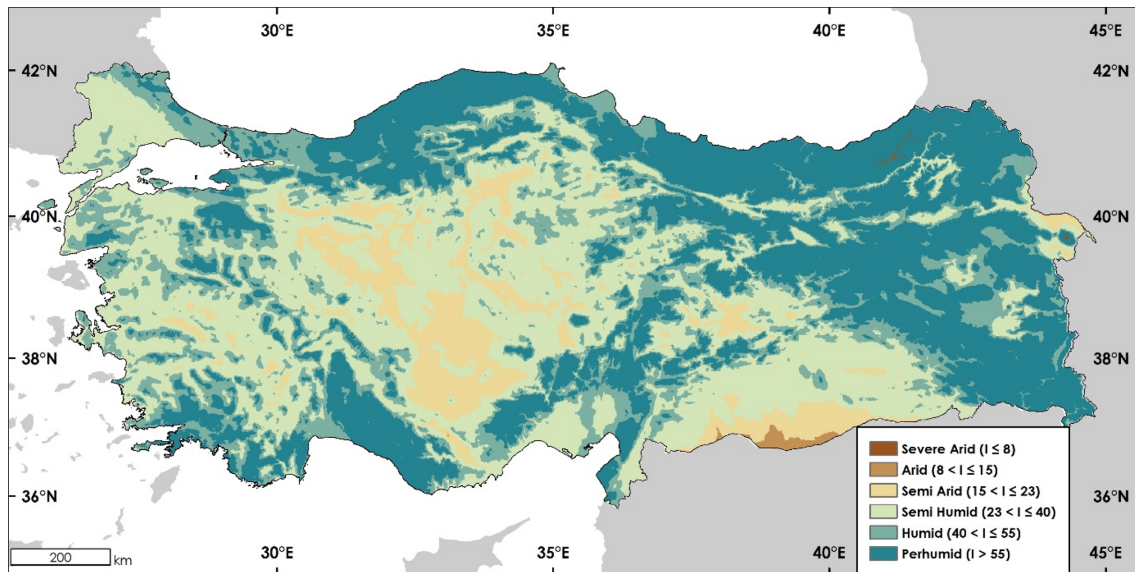 30°E 35°E 40°E 45°E
42°N 42°N
40°N 40°N
38°N 38°N
36°N 36°N
Severe Arid (I ≤ 8)
Arid (8 < I ≤ 15)
Semi Arid (15 < I ≤ 23)
Semi Humid (23 < I ≤ 40)
Humid (40 < I ≤ 55)
Perhumid (I > 55)
200 km
30°E 35°E 40°E